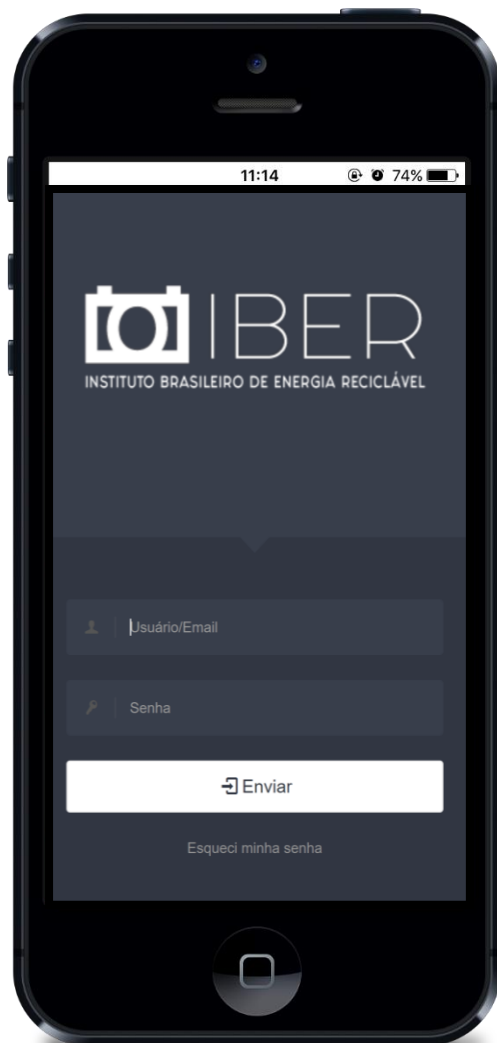 11:14 74%
IBER
INSTITUTO BRASILEIRO DE ENERGIA RECICLÁVEL
Usuário/Email
Senha
Enviar
Esqueci minha senha